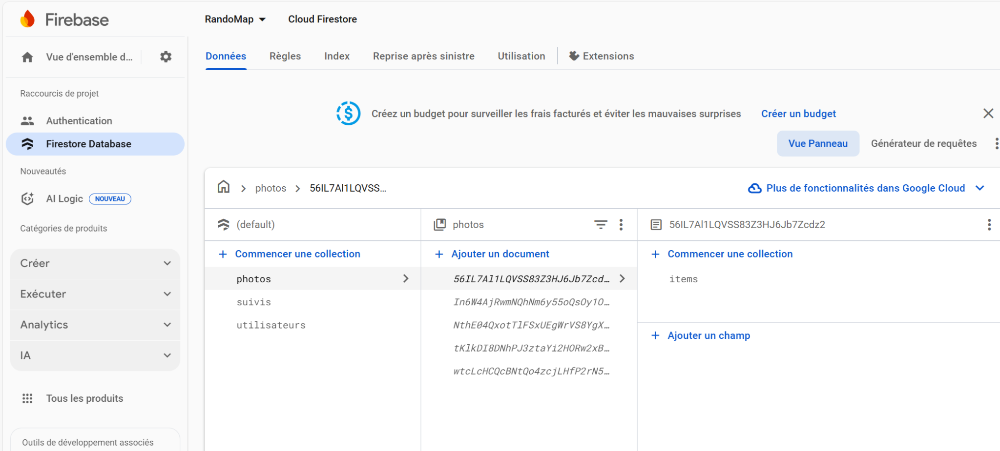 Firebase
RandoMap
Cloud Firestore
Vue d'ensemble d...
Données
Règles
Index
Reprise après sinistre
Utilisation
Extensions
Raccourcis de projet
Authentication
Firestore Database
Nouveautés
AI Logic
NOUVEAU
Catégories de produits
Créer
Exécuter
Analytics
IA
Tous les produits
Outils de développement associés
Créez un budget pour surveiller les frais facturés et éviter les mauvaises surprises
Créer un budget
Vue Panneau
Générateur de requêtes
photos
56IL7Al1LQVSS...
Plus de fonctionnalités dans Google Cloud
(default)
Commencer une collection
photos
suivis
utilisateurs
photos
Ajouter un document
56IL7Al1LQVSS83Z3HJ6Jb7Zcd…
In6W4AjRwmNQhNm6y55oQsOy1O…
NthE04QxotTlFSxUEgWrVS8YgX…
tKlkDI8DNhPJ3ztaYi2HORw2xB…
wtcLcHCQcBNtQo4zcjLHfP2rN5…
56IL7Al1LQVSS83Z3HJ6Jb7Zcdz2
Commencer une collection
items
Ajouter un champ